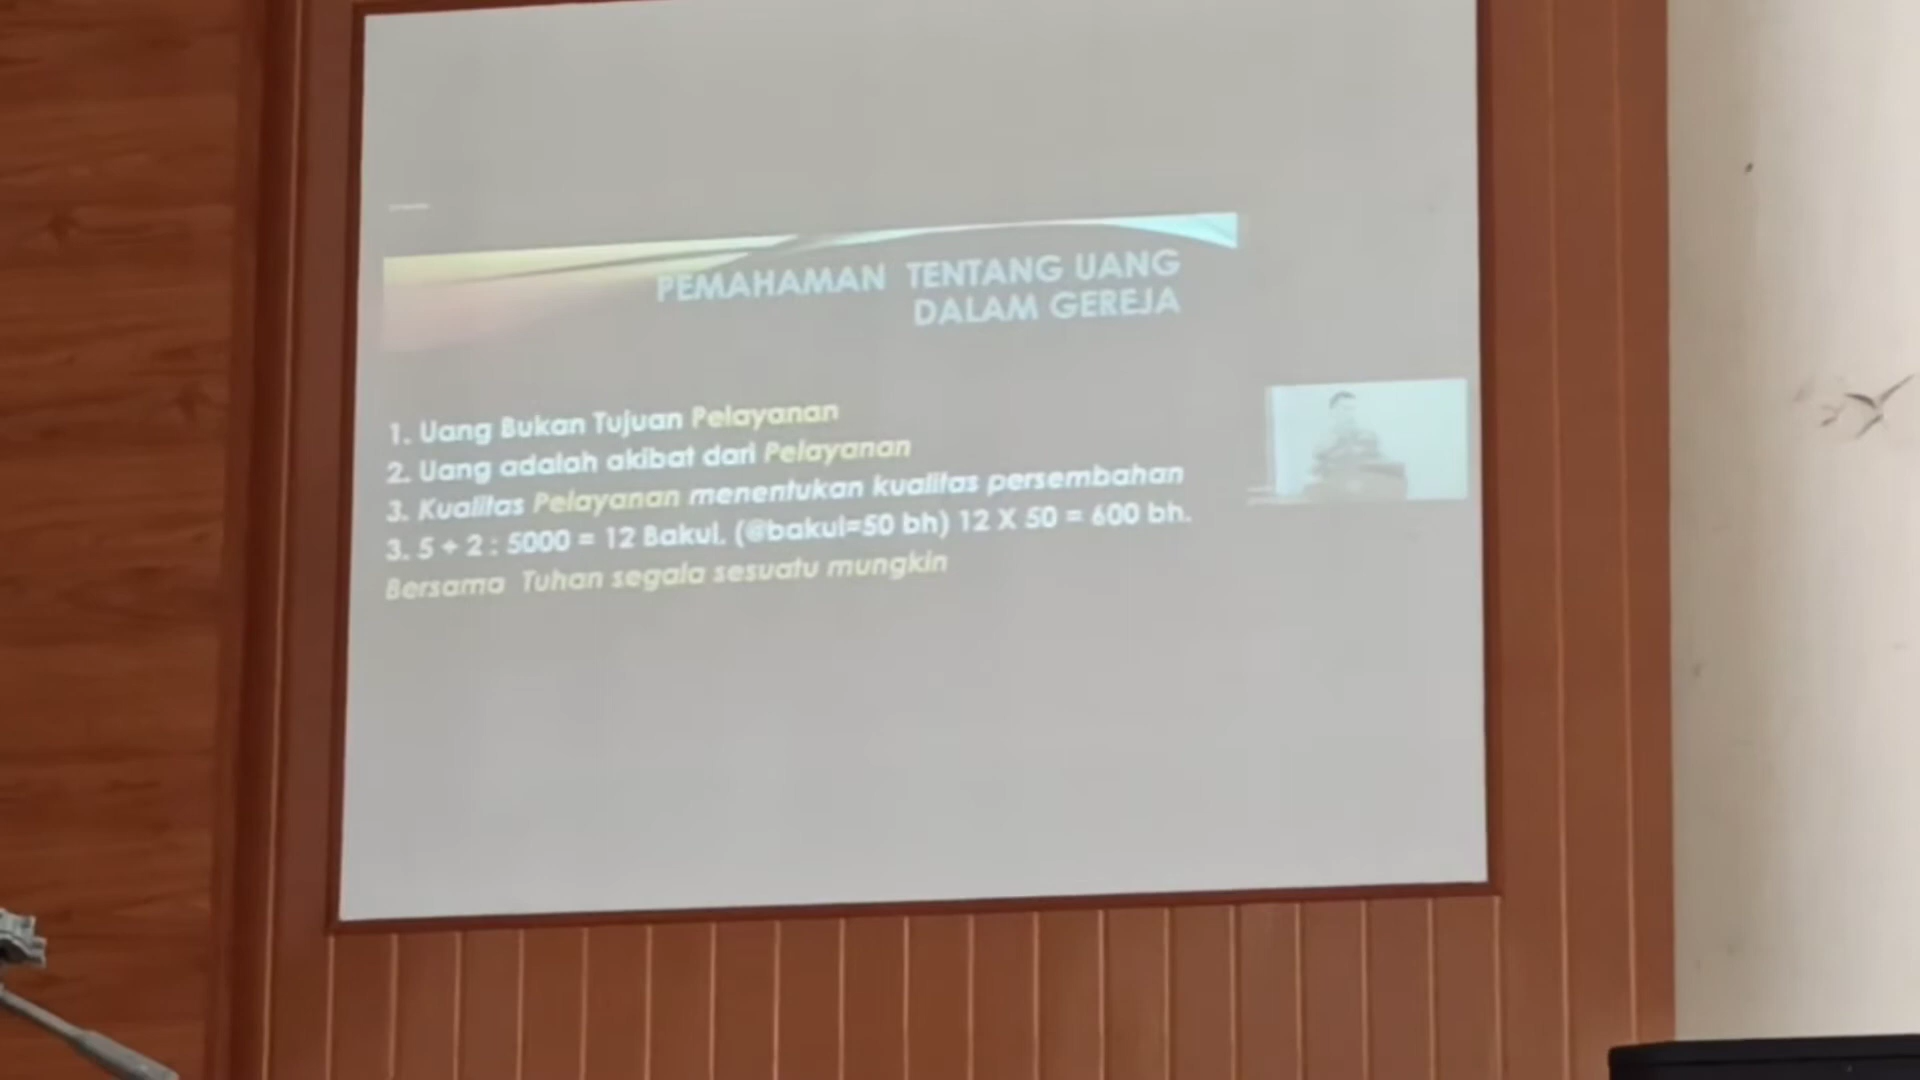 PEMAHAMAN TENTANG UANG
DALAM GEREJA
1. Uang Bukan Tujuan Pelayanan
2. Uang adalah akibat dari Pelayanan
3. Kualitas Pelayanan menentukan kualitas persembahan
3. 5 + 2 : 5000 = 12 Bakul. (@bakul=50 bh) 12 X 50 = 600 bh.
Bersama Tuhan segala sesuatu mungkin